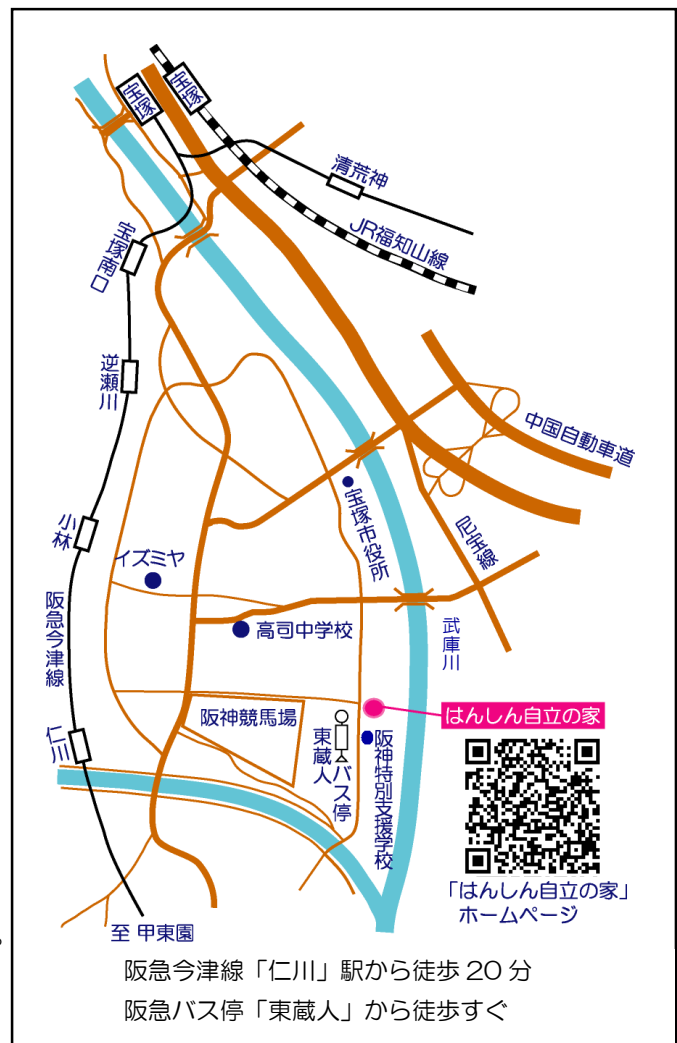 宝塚
宝塚
清荒神
JR福知山線
宝塚南口
逆瀬川
中国自動車道
宝塚市役所
尼宝線
小林
イズミヤ
阪急今津線
高司中学校
武庫川
仁川
阪神競馬場
東蔵人
バス停
阪神特別支援学校
はんしん自立の家
「はんしん自立の家」
ホームページ
至 甲東園
阪急今津線「仁川」駅から徒歩 20 分
阪急バス停「東蔵人」から徒歩すぐ